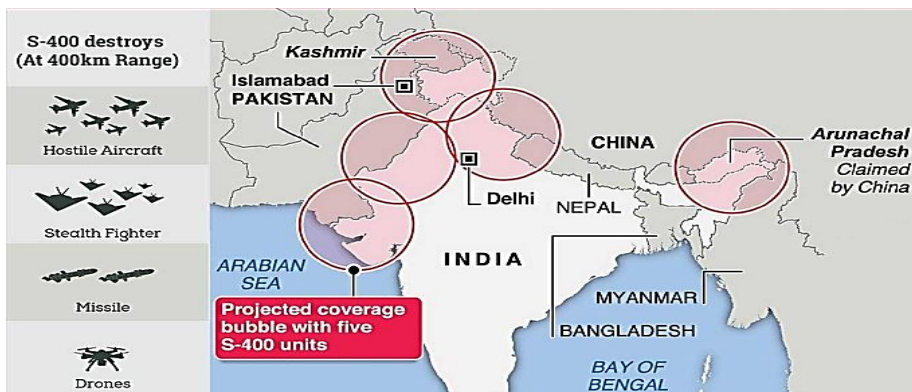 S-400 destroys
(At 400km Range)
Hostile Aircraft
Stealth Fighter
Missile
Drones
Kashmir
Islamabad
PAKISTAN
CHINA
Arunachal
Pradesh
Claimed
by China
Delhi
NEPAL
INDIA
ARABIAN
SEA
Projected coverage
bubble with five
S-400 units
MYANMAR
BANGLADESH
BAY OF
BENGAL